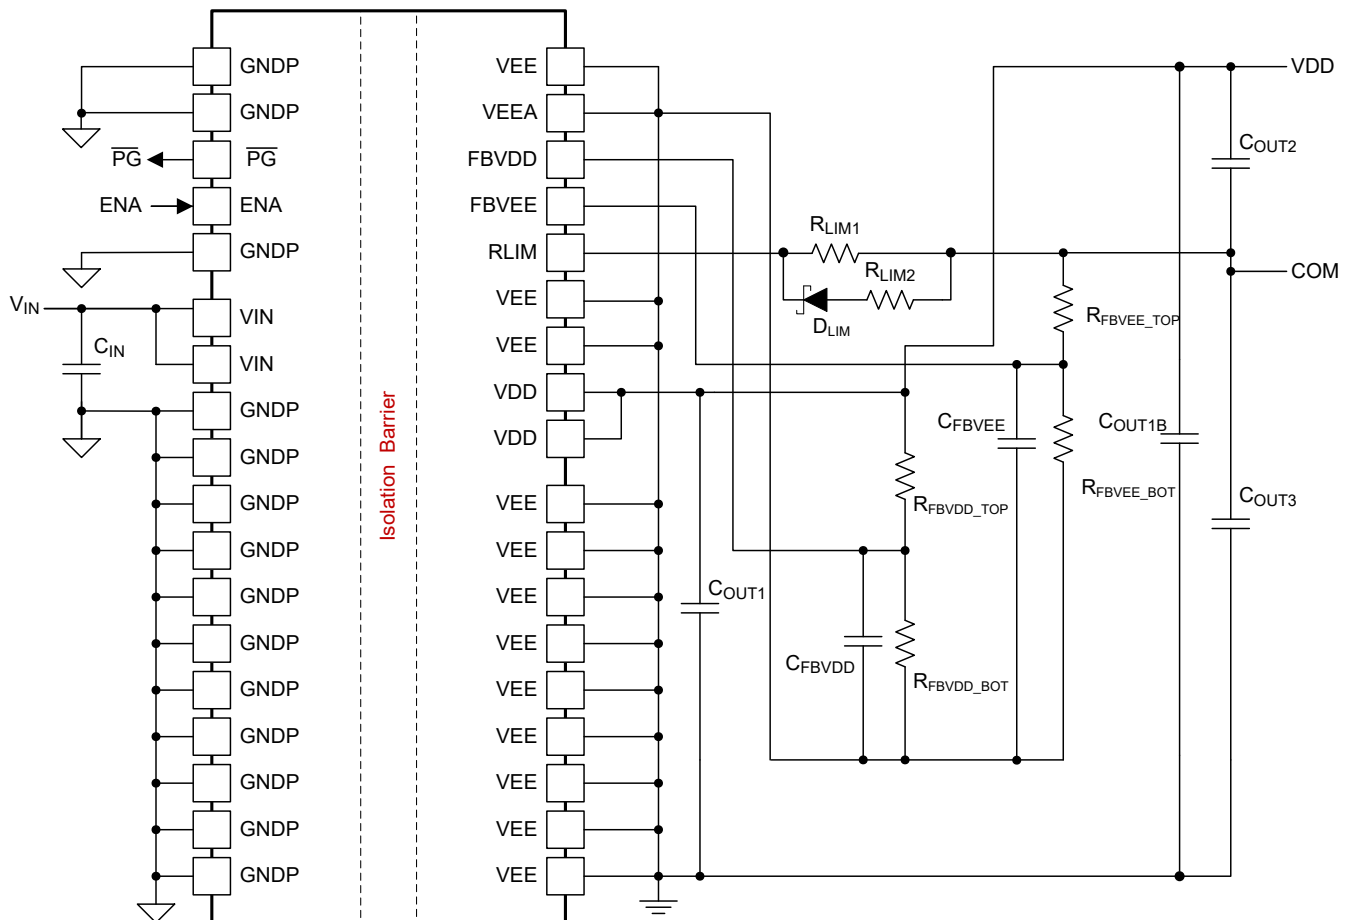 GNDP
GNDP
PG
PG
ENA
ENA
GNDP
VIN
VIN
CIN
VIN
GNDP
GNDP
GNDP
GNDP
GNDP
GNDP
GNDP
GNDP
GNDP
GNDP
GNDP
Isolation Barrier
VEE
VEEA
FBVDD
FBVEE
RLIM
VEE
VEE
VDD
VDD
VEE
VEE
VEE
VEE
VEE
VEE
VEE
VEE
VEE
RLIM1
RLIM2
DLIM
COUT1
CFBVDD
RFBVDD_TOP
RFBVDD_BOT
CFBVEE
RFBVEE_TOP
RFBVEE_BOT
COUT1B
COUT2
COUT3
VDD
COM